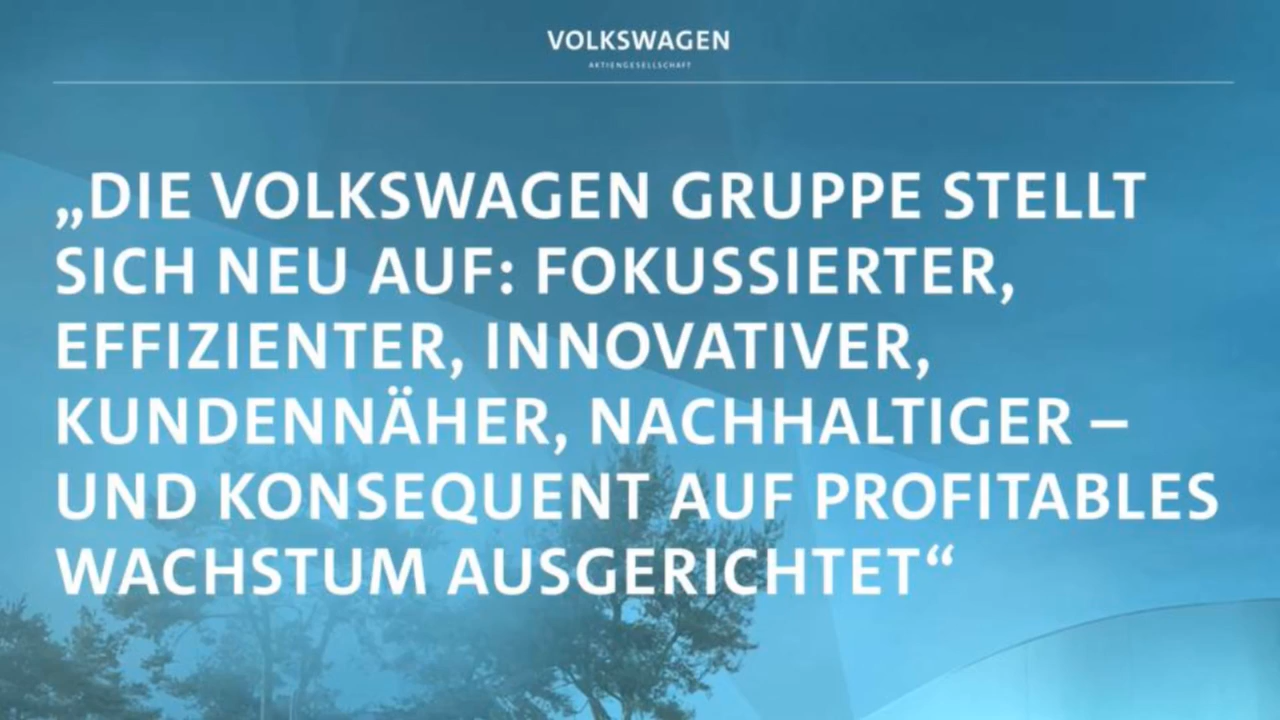 VOLKSWAGEN
AKTIENGESELLSCHAFT
„DIE VOLKSWAGEN GRUPPE STELLT
SICH NEU AUF: FOKUSSIERTER,
EFFIZIENTER, INNOVATIVER,
KUNDENNÄHER, NACHHALTIGER –
UND KONSEQUENT AUF PROFITABLES
WACHSTUM AUSGERICHTET“